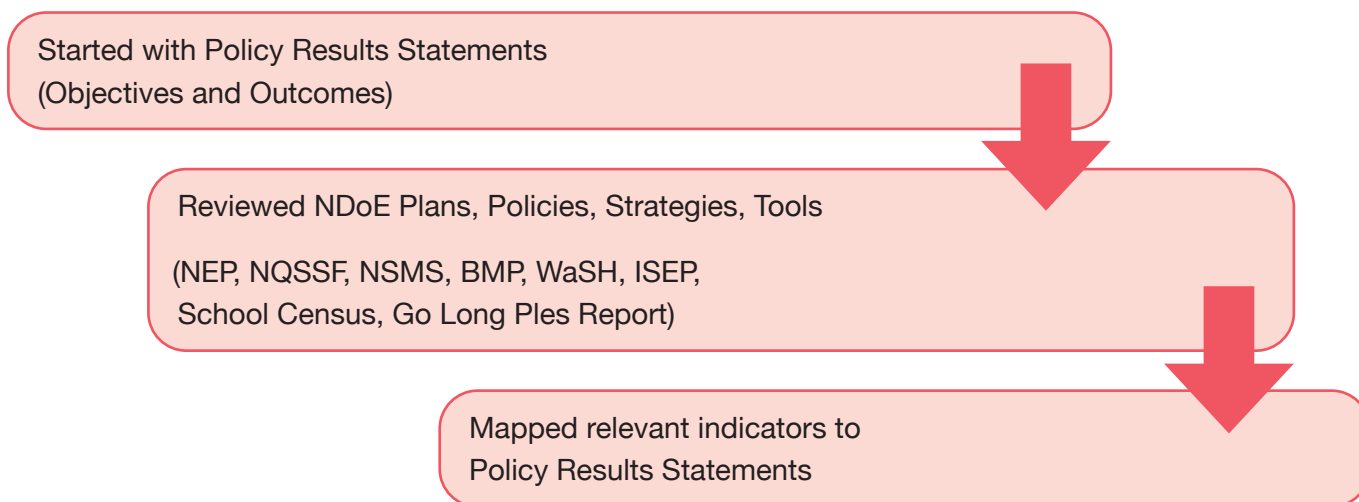 Started with Policy Results Statements
(Objectives and Outcomes)
Reviewed NDoE Plans, Policies, Strategies, Tools
(NEP, NQSSF, NSMS, BMP, WaSH, ISEP,
School Census, Go Long Ples Report)
Mapped relevant indicators to
Policy Results Statements